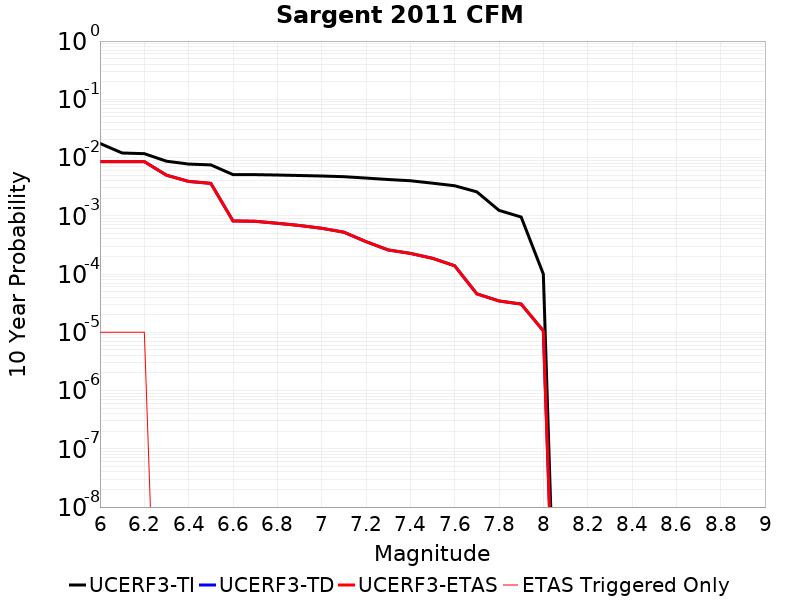 Sargent 2011 CFM
10 Year Probability
10^0
10^-1
10^-2
10^-3
10^-4
10^-5
10^-6
10^-7
10^-8
6 6.2 6.4 6.6 6.8 7 7.2 7.4 7.6 7.8 8 8.2 8.4 8.6 8.8 9
Magnitude
UCERF3-TI UCERF3-TD UCERF3-ETAS ETAS Triggered Only